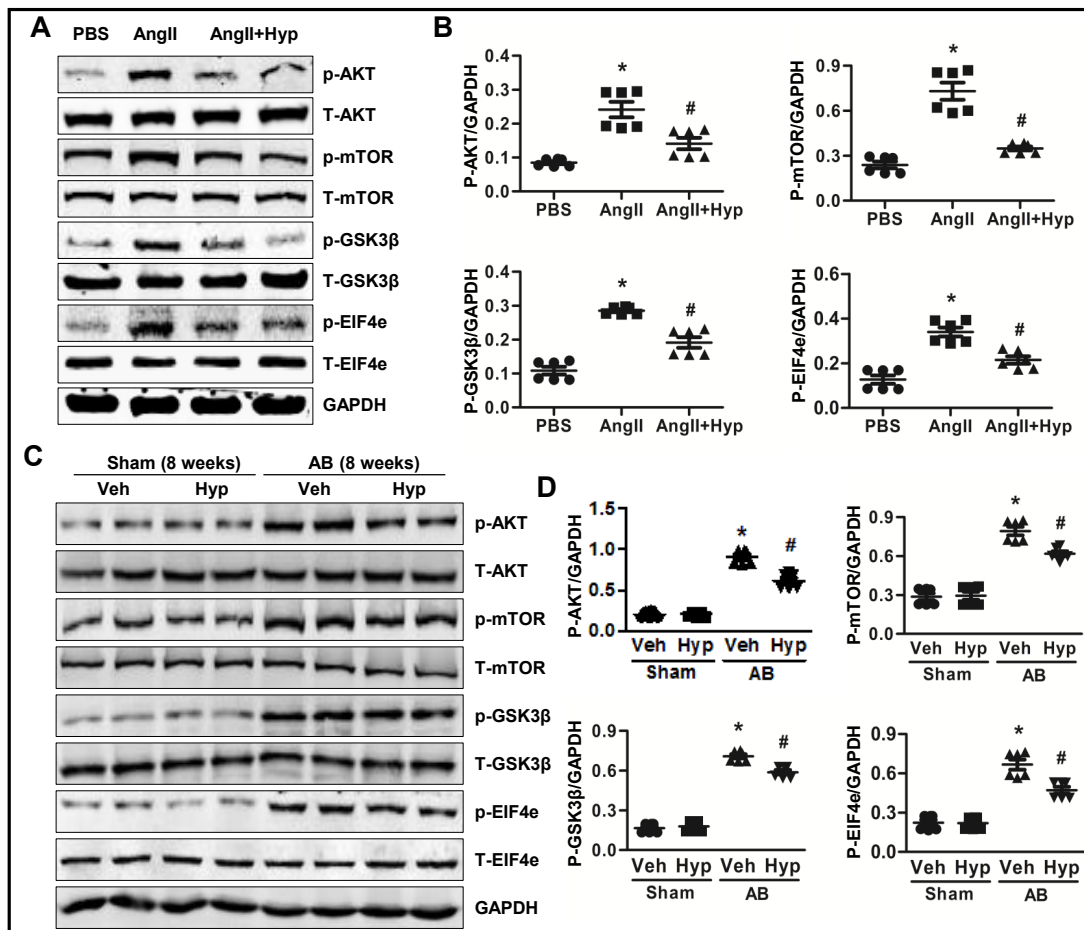 A
PBS AngII AngII+Hyp
p-AKT
T-AKT
p-mTOR
T-mTOR
p-GSK3β
T-GSK3β
p-EIF4e
T-EIF4e
GAPDH
B
P-AKT/GAPDH
0.4
0.3
0.2
0.1
0.0
*
#
PBS AngII AngII+Hyp
P-mTOR/GAPDH
0.9
0.6
0.3
0.0
*
#
PBS AngII AngII+Hyp
P-GSK3β/GAPDH
0.4
0.3
0.2
0.1
0.0
*
#
PBS AngII AngII+Hyp
P-EIF4e/GAPDH
0.6
0.4
0.2
0.0
*
#
PBS AngII AngII+Hyp
C
Sham (8 weeks) AB (8 weeks)
Veh Hyp Veh Hyp
p-AKT
T-AKT
p-mTOR
T-mTOR
p-GSK3β
T-GSK3β
p-EIF4e
T-EIF4e
GAPDH
D
P-AKT/GAPDH
1.5
1.0
0.5
0.0
*
#
Veh Hyp Veh Hyp
Sham AB
P-mTOR/GAPDH
0.9
0.6
0.3
0.0
*
#
Veh Hyp Veh Hyp
Sham AB
P-GSK3β/GAPDH
0.9
0.6
0.3
0.0
*
#
Veh Hyp Veh Hyp
Sham AB
P-EIF4e/GAPDH
0.9
0.6
0.3
0.0
*
#
Veh Hyp Veh Hyp
Sham AB